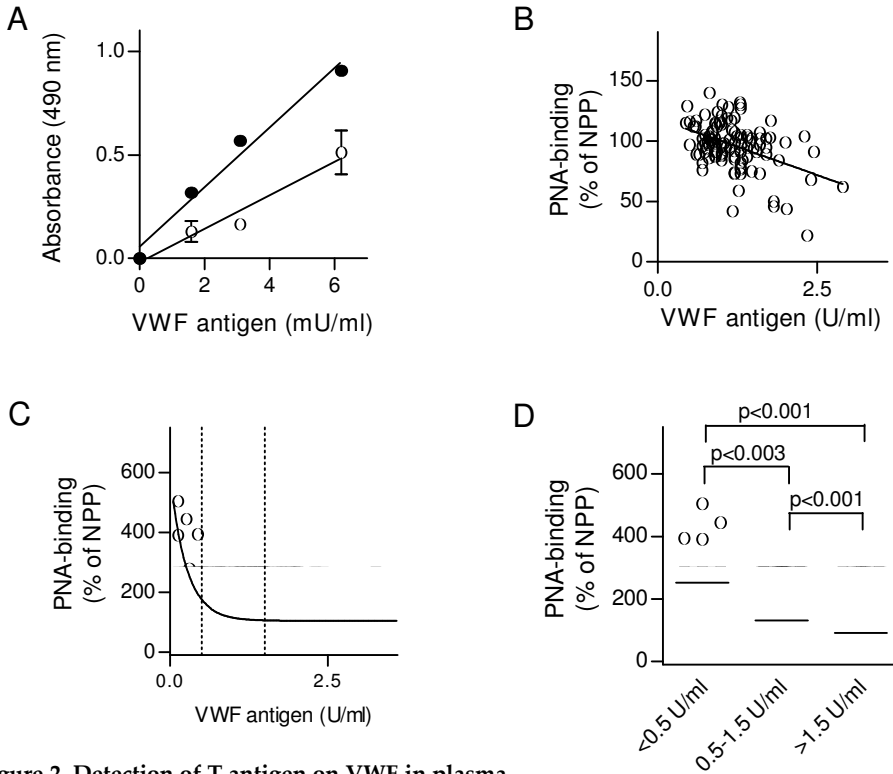 A
Absorbance (490 nm)
1.0
0.5
0.0
0 2 4 6
VWF antigen (mU/ml)
B
PNA-binding
(% of NPP)
150
100
50
0
0.0 2.5
VWF antigen (U/ml)
C
PNA-binding
(% of NPP)
600
400
200
0
0.0 2.5
VWF antigen (U/ml)
D
PNA-binding
(% of NPP)
600
400
200
0
p<0.001
p<0.003
p<0.001
<0.5 U/ml
0.5-1.5 U/ml
>1.5 U/ml
gure 2. Detection of T antigen on VWF in plasma